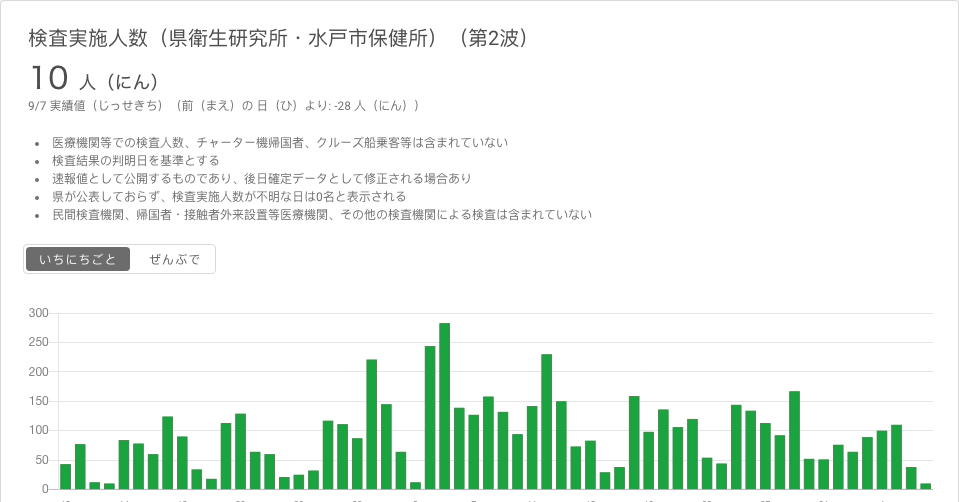 検査実施人数（県衛生研究所・水戸市保健所）（第2波）
10 人（にん）
9/7 実績値（じっせきち）（前（まえ）の 日（ひ）より: -28 人（にん））
• 医療機関等での検査人数、チャーター機帰国者、クルーズ船乗客等は含まれていない
• 検査結果の判明日を基準とする
• 速報値として公開するものであり、後日確定データとして修正される場合あり
• 県が公表しておらず、検査実施人数が不明な日は0名と表示される
• 民間検査機関、帰国者・接触者外来設置等医療機関、その他の検査機関による検査は含まれていない
いちにちごと ぜんぶで
300
250
200
150
100
50
0